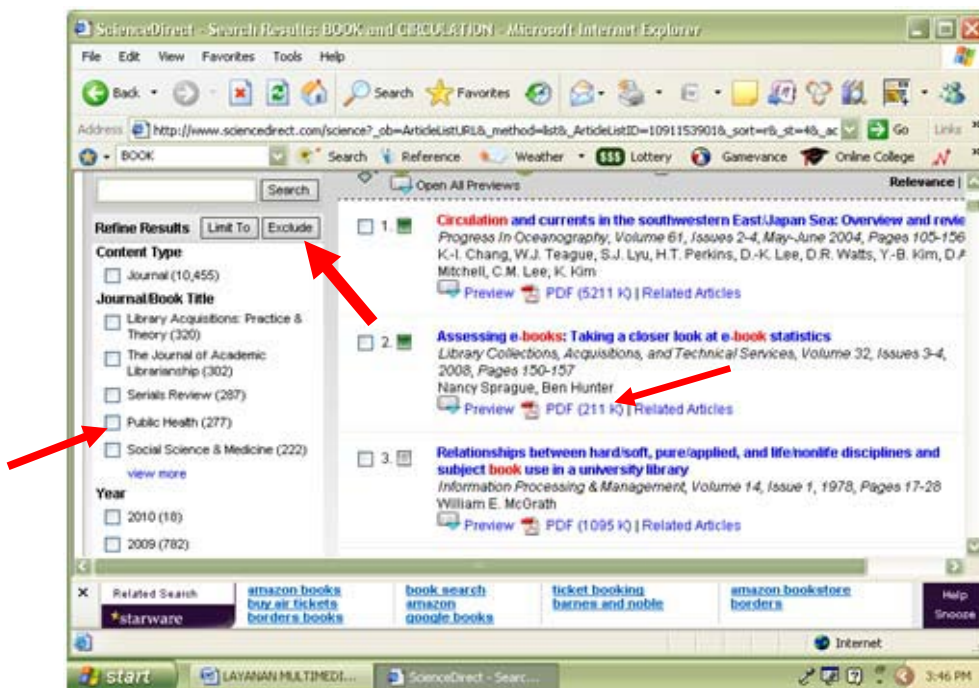 ScienceDirect - Search Results: BOOK and CIRCULATION - Microsoft Internet Explorer
File Edit View Favorites Tools Help
Back Search Favorites
Address http://www.sciencedirect.com/science?_ob=ArticleListURL&_method=list&_ArticleListID=1091153901&_sort=r&_st=4&_ac Go Links »
BOOK Search Reference Weather $$$ Lottery Gamevance Online College
Search
Open All Previews Relevance |
Refine Results Limit To Exclude
Content Type
Journal (10,455)
Journal/Book Title
Library Acquisitions: Practice &
Theory (320)
The Journal of Academic
Librarianship (302)
Serials Review (287)
Public Health (277)
Social Science & Medicine (222)
view more
Year
2010 (18)
2009 (782)
1. Circulation and currents in the southwestern East/Japan Sea: Overview and revie
Progress In Oceanography, Volume 61, Issues 2-4, May-June 2004, Pages 105-156
K.-I. Chang, W.J. Teague, S.J. Lyu, H.T. Perkins, D.-K. Lee, D.R. Watts, Y.-B. Kim, D.A
Mitchell, C.M. Lee, K. Kim
Preview PDF (5211 K) | Related Articles
2. Assessing e-books: Taking a closer look at e-book statistics
Library Collections, Acquisitions, and Technical Services, Volume 32, Issues 3-4,
2008, Pages 150-157
Nancy Sprague, Ben Hunter
Preview PDF (211 K) | Related Articles
3. Relationships between hard/soft, pure/applied, and life/nonlife disciplines and
subject book use in a university library
Information Processing & Management, Volume 14, Issue 1, 1978, Pages 17-28
William E. McGrath
Preview PDF (1095 K) | Related Articles
× Related Search amazon books book search ticket booking amazon bookstore Help
buy air tickets amazon barnes and noble borders
starware borders books google books Snooze
Internet
start LAYANAN MULTIMEDI... ScienceDirect - Searc... 3:46 PM